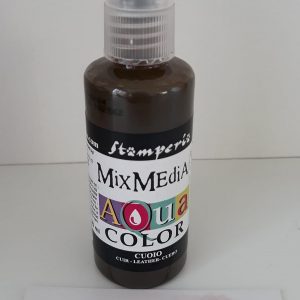 Stamperia
MixMEdiA
AQua
COLOR
CUOIO
CUIR - LEATHER - CUERO